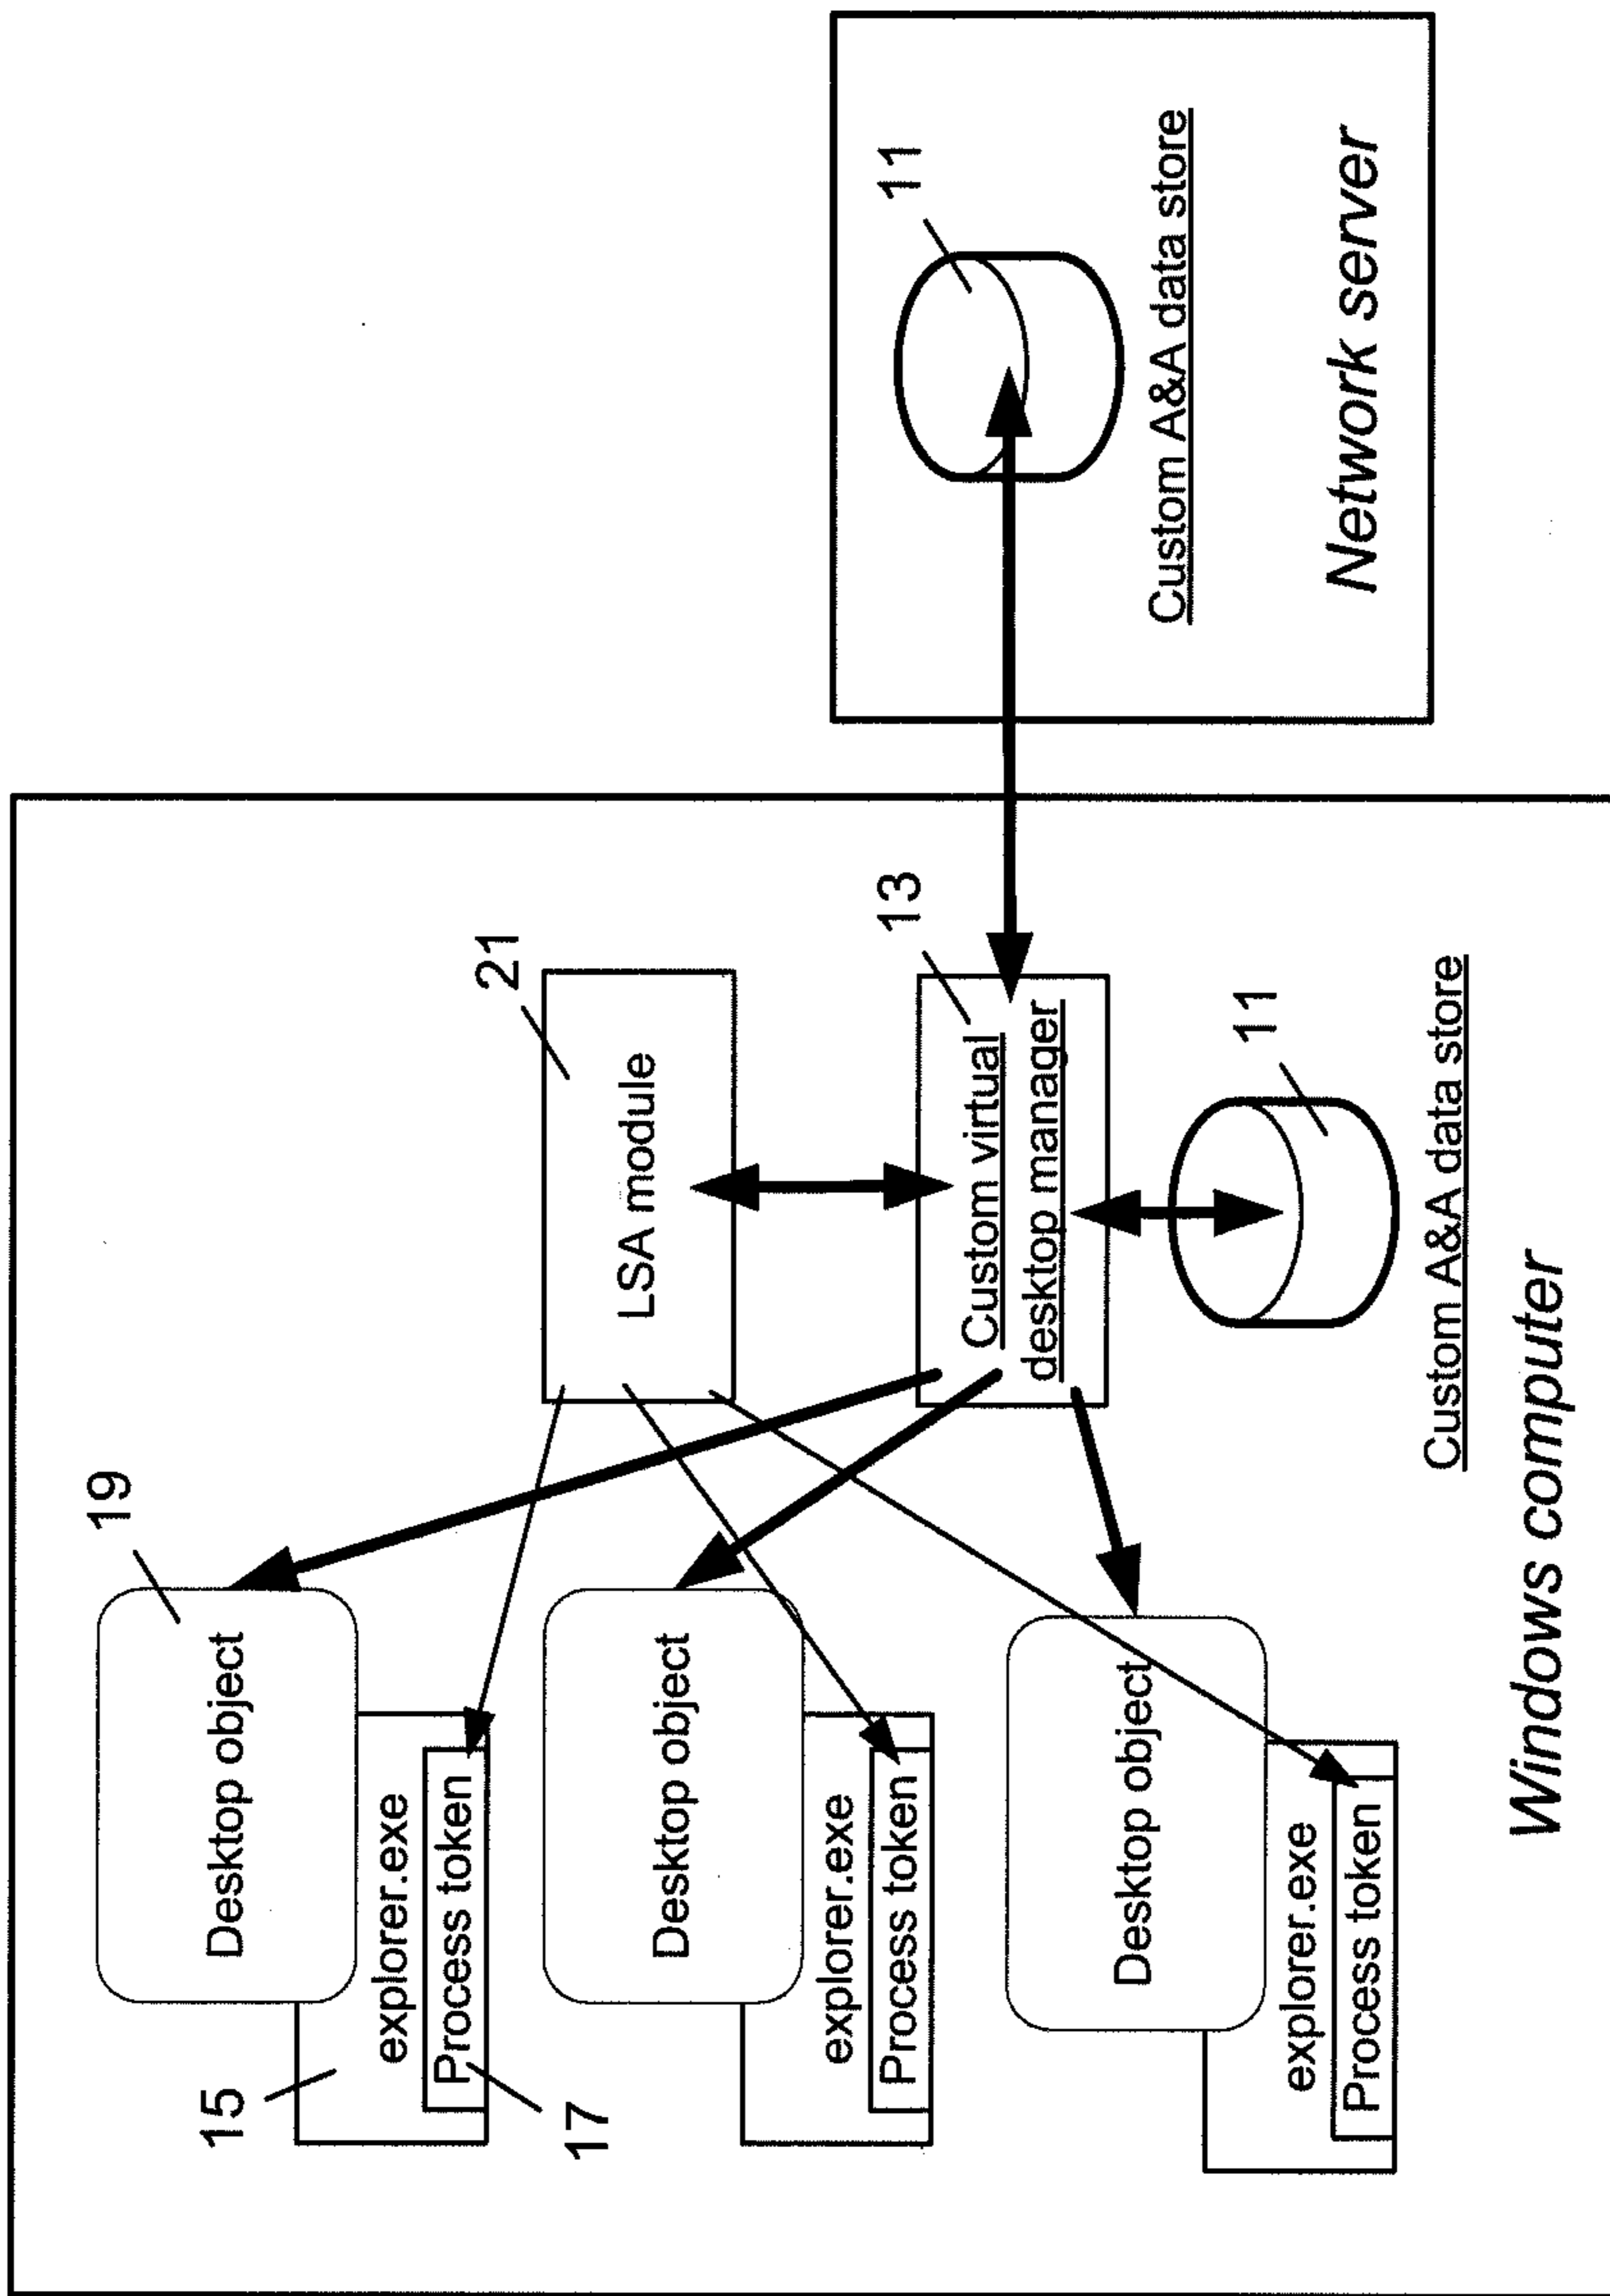 19
Desktop object
15
explorer.exe
Process token
17
Desktop object
explorer.exe
Process token
Desktop object
explorer.exe
Process token
21
LSA module
13
Custom virtual
desktop manager
11
Custom A&A data store
Windows computer
11
Custom A&A data store
Network server